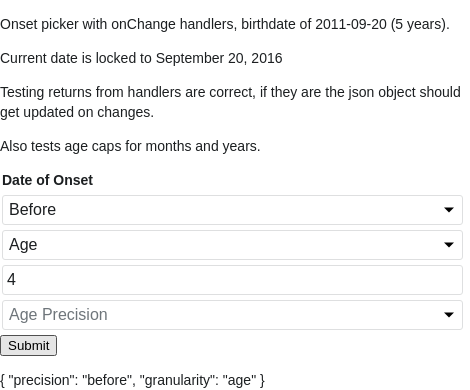 Onset picker with onChange handlers, birthdate of 2011-09-20 (5 years).
Current date is locked to September 20, 2016
Testing returns from handlers are correct, if they are the json object should
get updated on changes.
Also tests age caps for months and years.
Date of Onset
Before
Age
4
Age Precision
Submit
{ "precision": "before", "granularity": "age" }